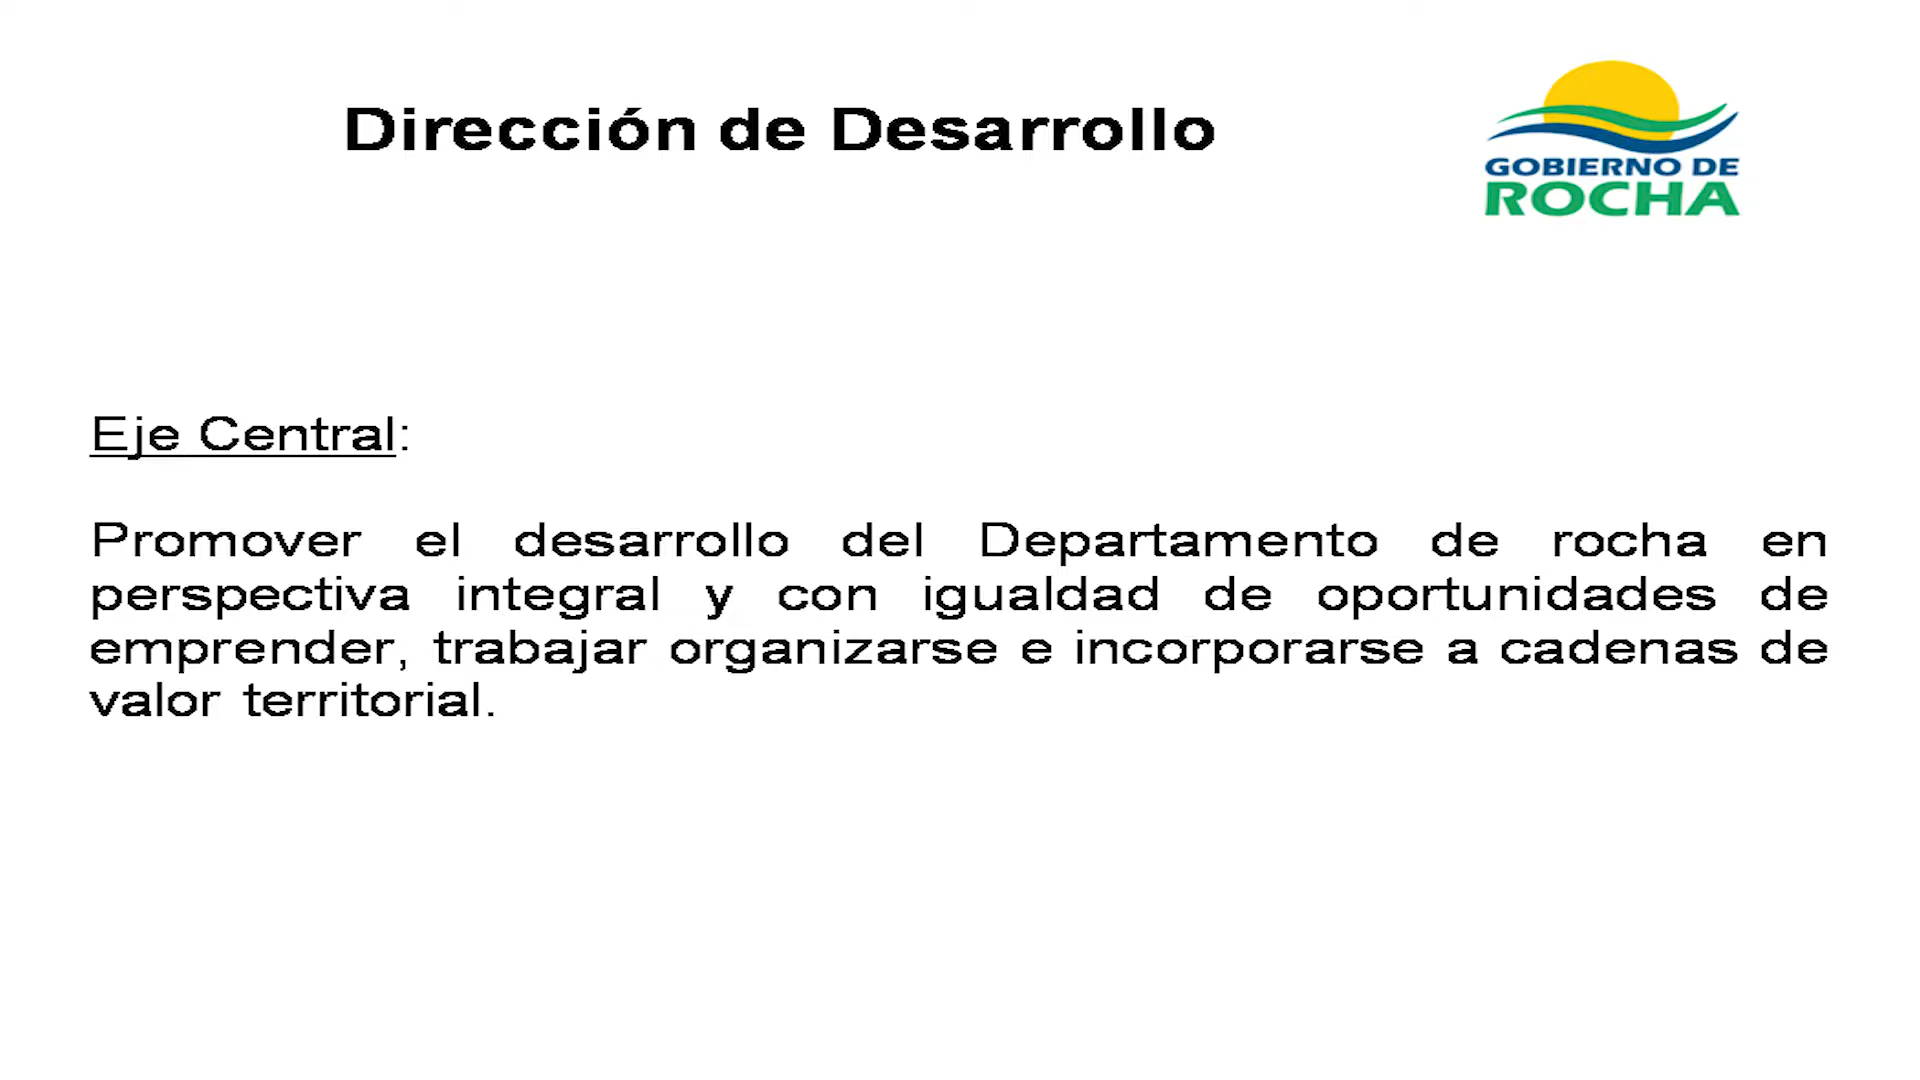 Dirección de Desarrollo
GOBIERNO DE
ROCHA
Eje Central:
Promover el desarrollo del Departamento de rocha en
perspectiva integral y con igualdad de oportunidades de
emprender, trabajar organizarse e incorporarse a cadenas de
valor territorial.